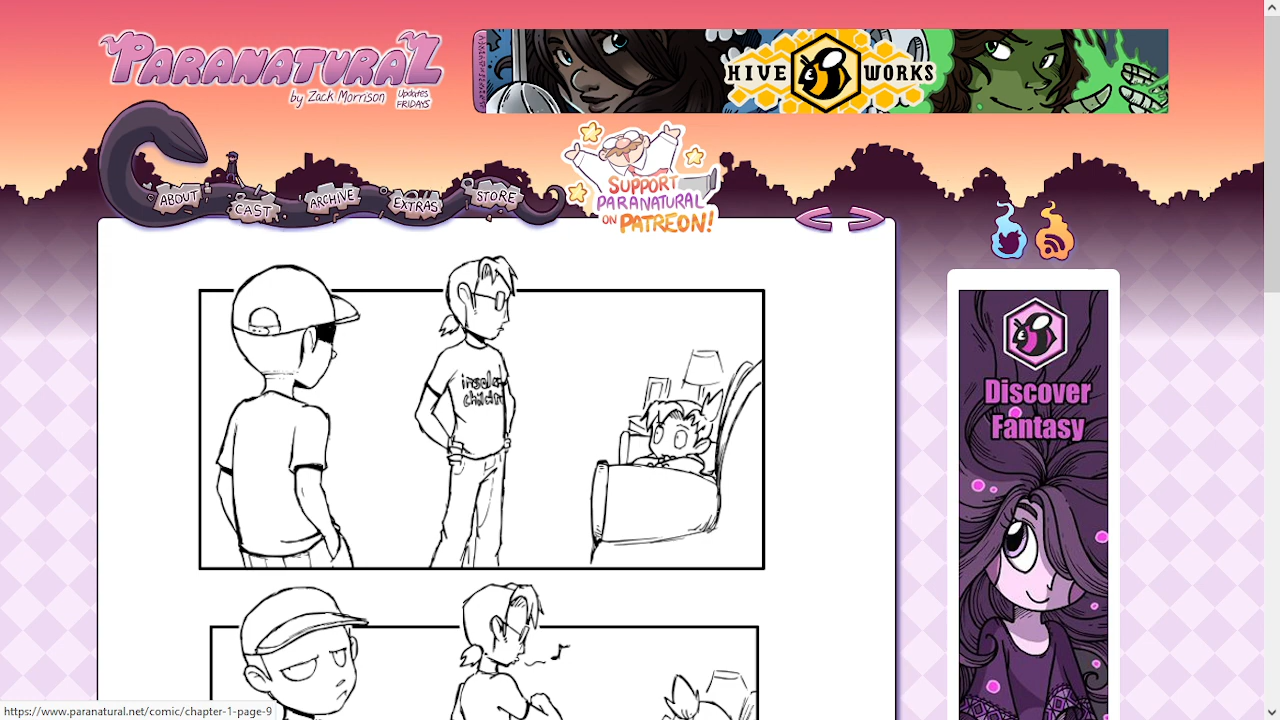 PARANATURAL
by Zack Morrison
Updates
FRIDAYS
HIVE WORKS
ABOUT
CAST
ARCHIVE
EXTRAS
STORE
SUPPORT
PARANATURAL
ON PATREON!
Discover
Fantasy
https://www.paranatural.net/comic/chapter-1-page-9